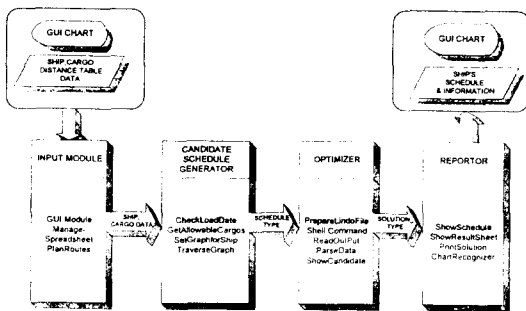 GUI CHART
SHIP, CARGO
DISTANCE TABLE
DATA
GUI CHART
SHIP'S
SCHEDULE
& INFORMATION
INPUT MODULE
GUI Module
Manage-
Spreadsheet
PlanRoutes
SHIP,
CARGO DATA
CANDIDATE
SCHEDULE
GENERATOR
CheckLoadDate
GetAllowableCargos
SetGraphforShip
TraverseGraph
SCHEDULE
TYPE
OPTIMIZER
PrepareLindoFile
Shell Command
ReadOutPut
ParseData
ShowCandidate
SOLUTION
TYPE
REPORTOR
ShowSchedule
ShowResultSheet
PrintSolution
ChartRecognizer